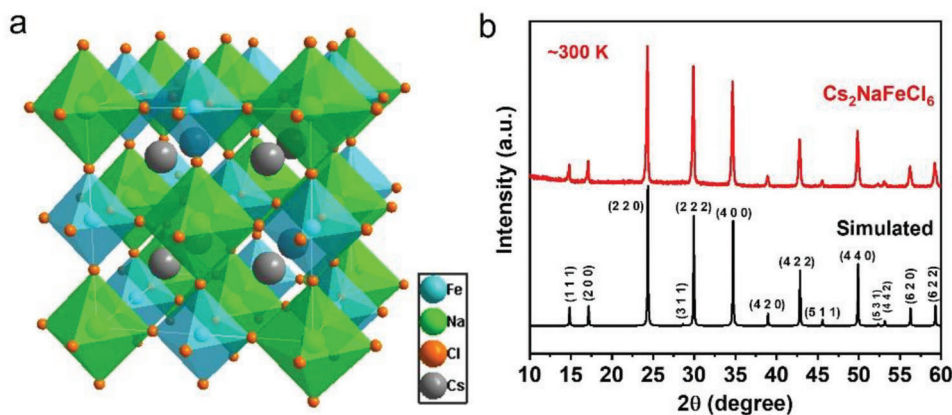 a
Fe
Na
Cl
Cs
b
~300 K
Cs₂NaFeCl₆
Simulated
(1 1 1)
(2 0 0)
(2 2 0)
(3 1 1)
(2 2 2)
(4 0 0)
(4 2 0)
(4 2 2)
(5 1 1)
(4 4 0)
(5 3 1)
(4 4 2)
(6 2 0)
(6 2 2)
Intensity (a.u.)
10 15 20 25 30 35 40 45 50 55 60
2θ (degree)